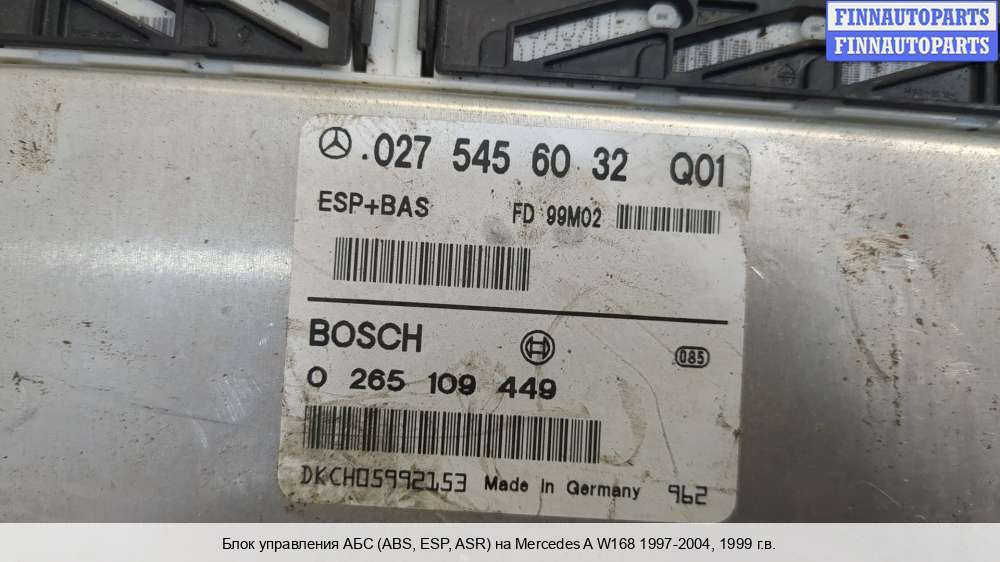 FINNAUTOPARTS
FINNAUTOPARTS
.027 545 60 32 Q01
ESP+BAS FD 99M02
BOSCH
085
0 265 109 449
DKCH05992153 Made in Germany 962
Блок управления АБС (ABS, ESP, ASR) на Mercedes A W168 1997-2004, 1999 г.в.